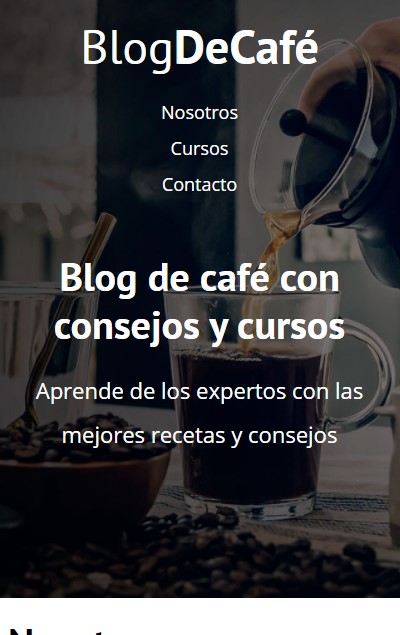 BlogDeCafé
Nosotros
Cursos
Contacto
Blog de café con
consejos y cursos
Aprende de los expertos con las
mejores recetas y consejos